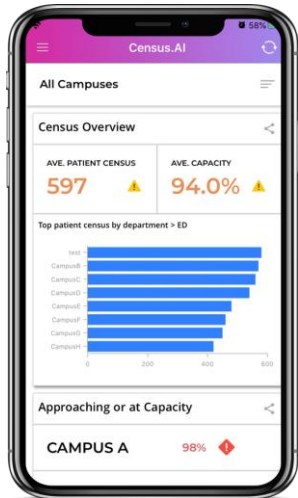 58%
Census.AI
All Campuses
Census Overview
AVE. PATIENT CENSUS
597
AVE. CAPACITY
94.0%
Top patient census by department > ED
test
CampusB
CampusC
CampusD
CampusE
CampusF
CampusG
CampusH
0 200 400 600
Approaching or at Capacity
CAMPUS A 98%